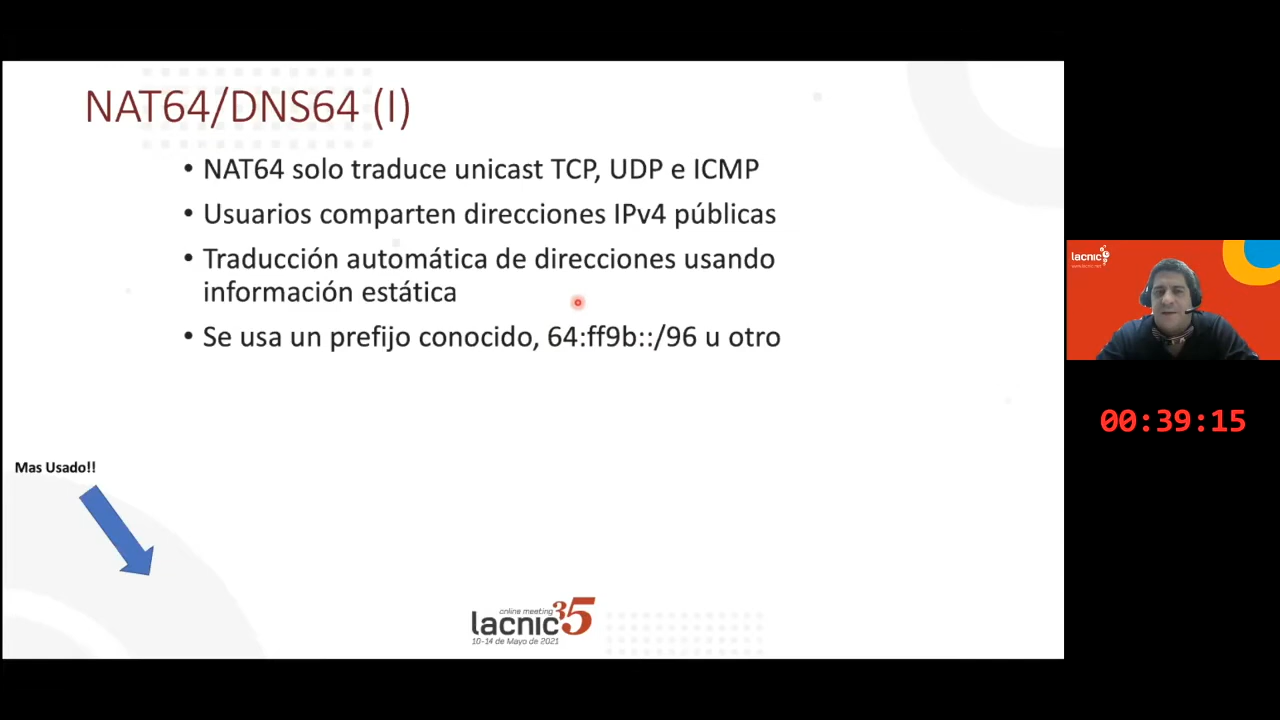 NAT64/DNS64 (I)
• NAT64 solo traduce unicast TCP, UDP e ICMP
• Usuarios comparten direcciones IPv4 públicas
• Traducción automática de direcciones usando
información estática
• Se usa un prefijo conocido, 64:ff9b::/96 u otro
Mas Usado!!
online meeting
lacnic 35
10-14 de Mayo de 2021
lacnic
00:39:15